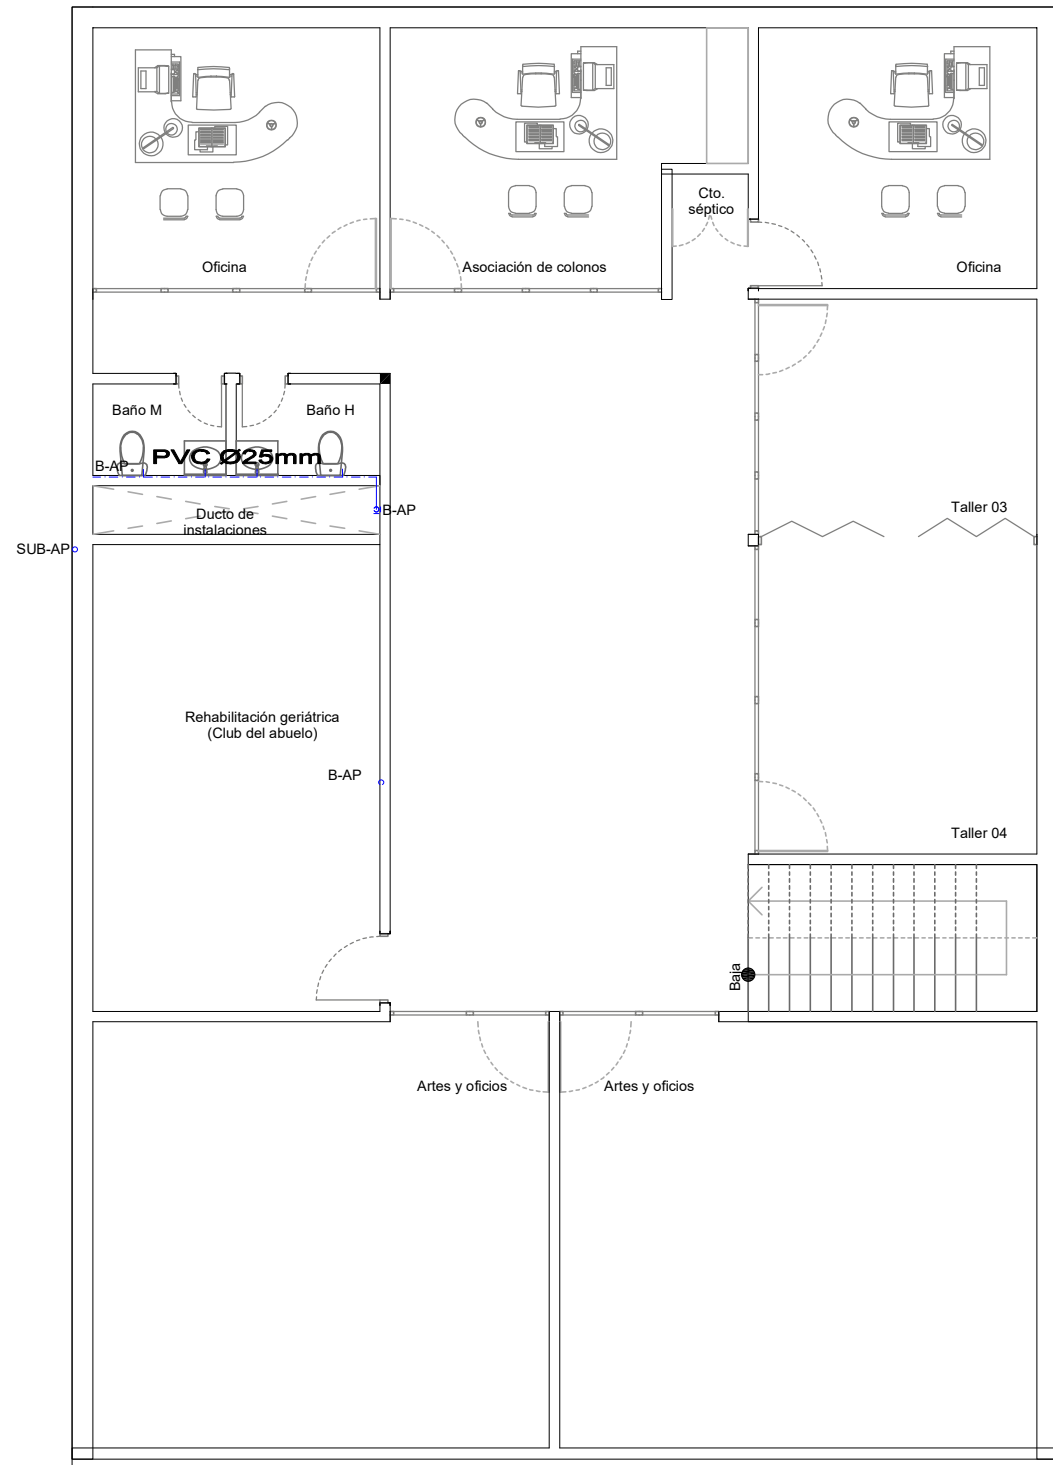 Cto.
séptico
Oficina
Asociación de colonos
Oficina
Baño M
Baño H
PVC Ø25mm
B-AP
B-AP
Ducto de
instalaciones
Taller 03
SUB-AP
Rehabilitación geriátrica
(Club del abuelo)
B-AP
Taller 04
Baja
Artes y oficios
Artes y oficios